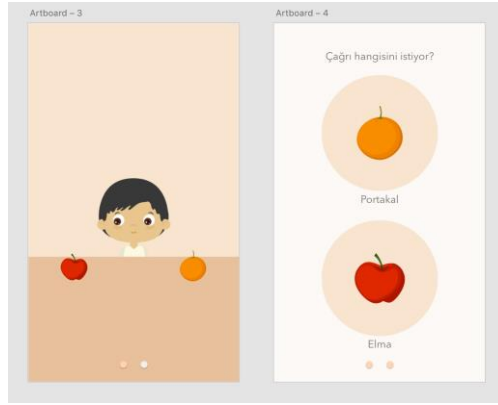 Artboard – 3
Artboard – 4
Çağrı hangisini istiyor?
Portakal
Elma